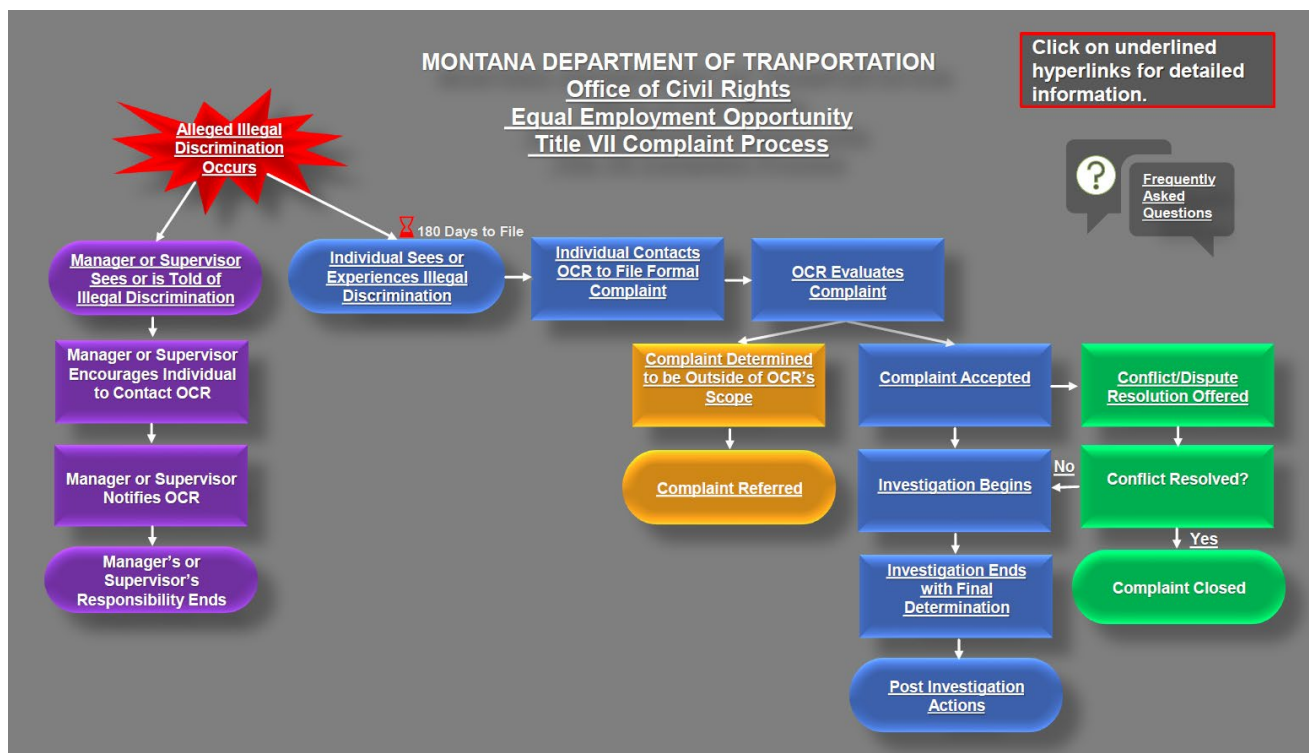 MONTANA DEPARTMENT OF TRANPORTATION
Office of Civil Rights
Equal Employment Opportunity
Title VII Complaint Process
Click on underlined
hyperlinks for detailed
information.
?
Frequently
Asked
Questions
Alleged Illegal
Discrimination
Occurs
180 Days to File
Manager or Supervisor
Sees or is Told of
Illegal Discrimination
Individual Sees or
Experiences Illegal
Discrimination
Individual Contacts
OCR to File Formal
Complaint
OCR Evaluates
Complaint
Manager or Supervisor
Encourages Individual
to Contact OCR
Complaint Determined
to be Outside of OCR's
Scope
Complaint Accepted
Conflict/Dispute
Resolution Offered
Manager or Supervisor
Notifies OCR
Complaint Referred
Investigation Begins
No
Conflict Resolved?
Yes
Manager's or
Supervisor's
Responsibility Ends
Investigation Ends
with Final
Determination
Complaint Closed
Post Investigation
Actions